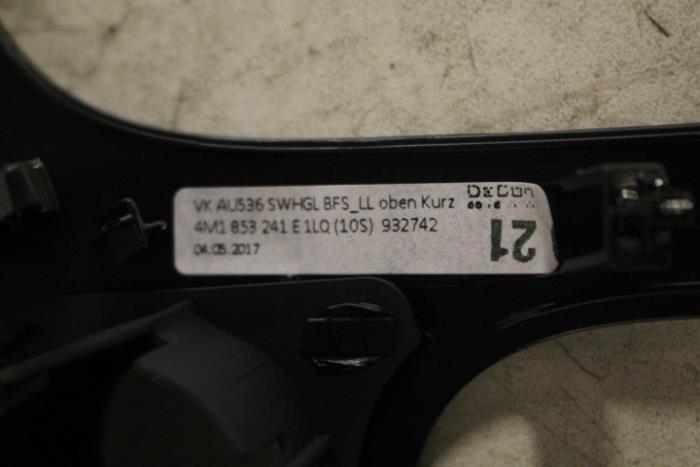 VK AU536 SWHGL BFS_LL oben Kurz
4M1 853 241 E 1LQ (10S) 932742
04.05.2017
21